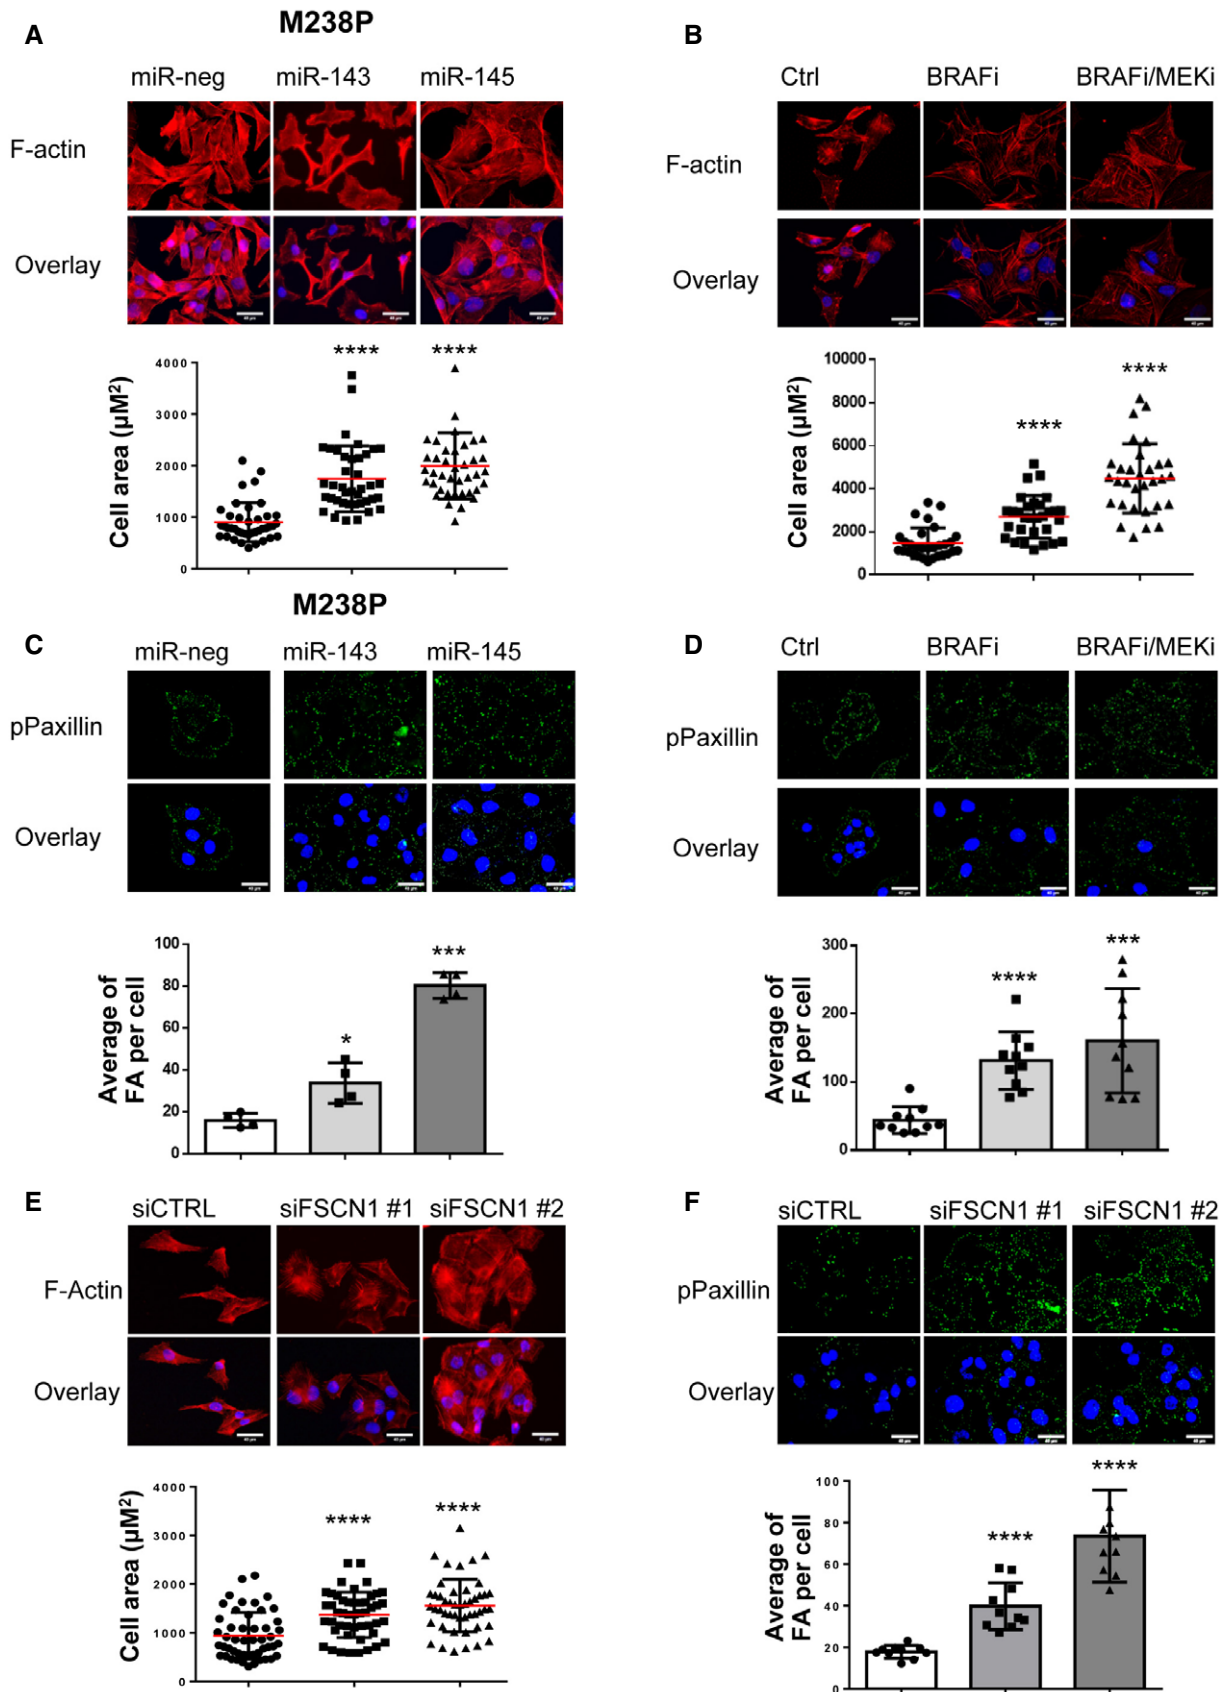 M238P
A
miR-neg miR-143 miR-145
F-actin
Overlay
****
****
Cell area (µM²)
4000
3000
2000
1000
0
B
Ctrl BRAFi BRAFi/MEKi
F-actin
Overlay
****
****
Cell area (µM²)
10000
8000
6000
4000
2000
0
M238P
C
miR-neg miR-143 miR-145
pPaxillin
Overlay
***
*
Average of
FA per cell
100
80
60
40
20
0
D
Ctrl BRAFi BRAFi/MEKi
pPaxillin
Overlay
***
****
Average of
FA per cell
300
200
100
0
E
siCTRL siFSCN1 #1 siFSCN1 #2
F-Actin
Overlay
****
****
Cell area (µM²)
4000
3000
2000
1000
0
F
siCTRL siFSCN1 #1 siFSCN1 #2
pPaxillin
Overlay
****
****
Average of
FA per cell
100
80
60
40
20
0